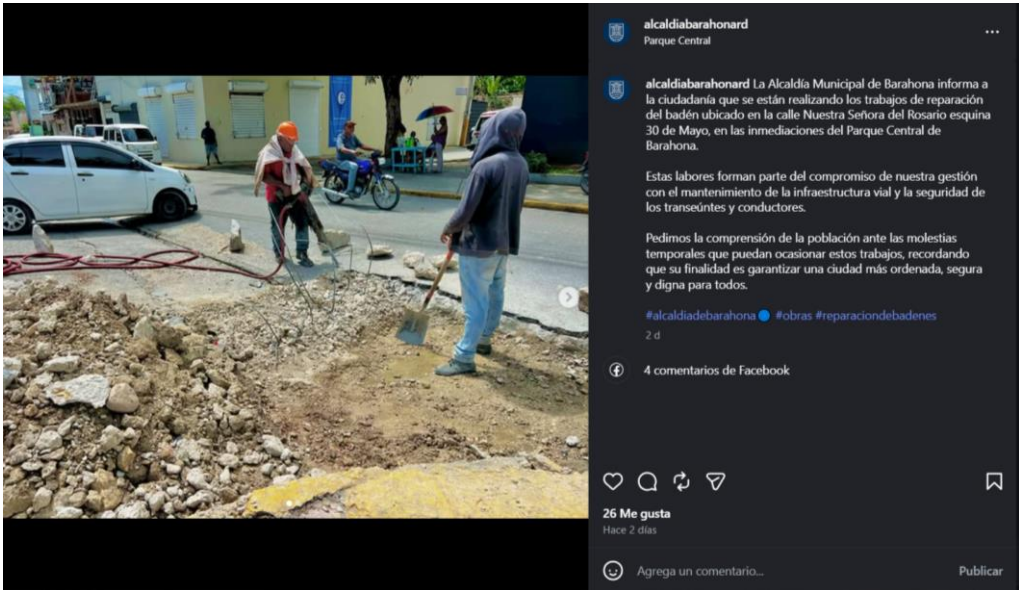 alcaldiabarahonard
Parque Central
alcaldiabarahonard La Alcaldía Municipal de Barahona informa a
la ciudadanía que se están realizando los trabajos de reparación
del badén ubicado en la calle Nuestra Señora del Rosario esquina
30 de Mayo, en las inmediaciones del Parque Central de
Barahona.
Estas labores forman parte del compromiso de nuestra gestión
con el mantenimiento de la infraestructura vial y la seguridad de
los transeúntes y conductores.
Pedimos la comprensión de la población ante las molestias
temporales que puedan ocasionar estos trabajos, recordando
que su finalidad es garantizar una ciudad más ordenada, segura
y digna para todos.
#alcaldiadebarahona🔵 #obras #reparaciondebadenes
2 d
4 comentarios de Facebook
26 Me gusta
Hace 2 días
Agrega un comentario...
Publicar